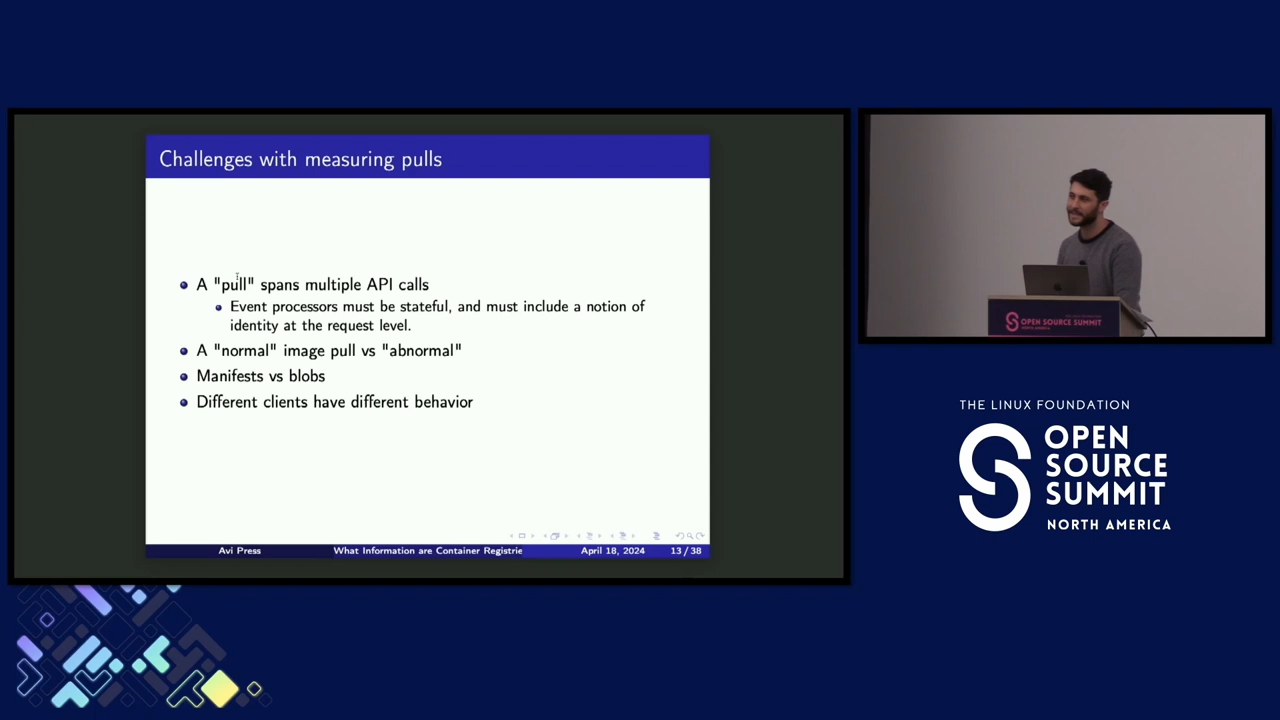 Challenges with measuring pulls
A "pull" spans multiple API calls
Event processors must be stateful, and must include a notion of
identity at the request level.
A "normal" image pull vs "abnormal"
Manifests vs blobs
Different clients have different behavior
Avi Press
What Information are Container Registrie
April 18, 2024
13 / 38
OPEN SOURCE SUMMIT
THE LINUX FOUNDATION
OPEN
SOURCE
SUMMIT
NORTH AMERICA